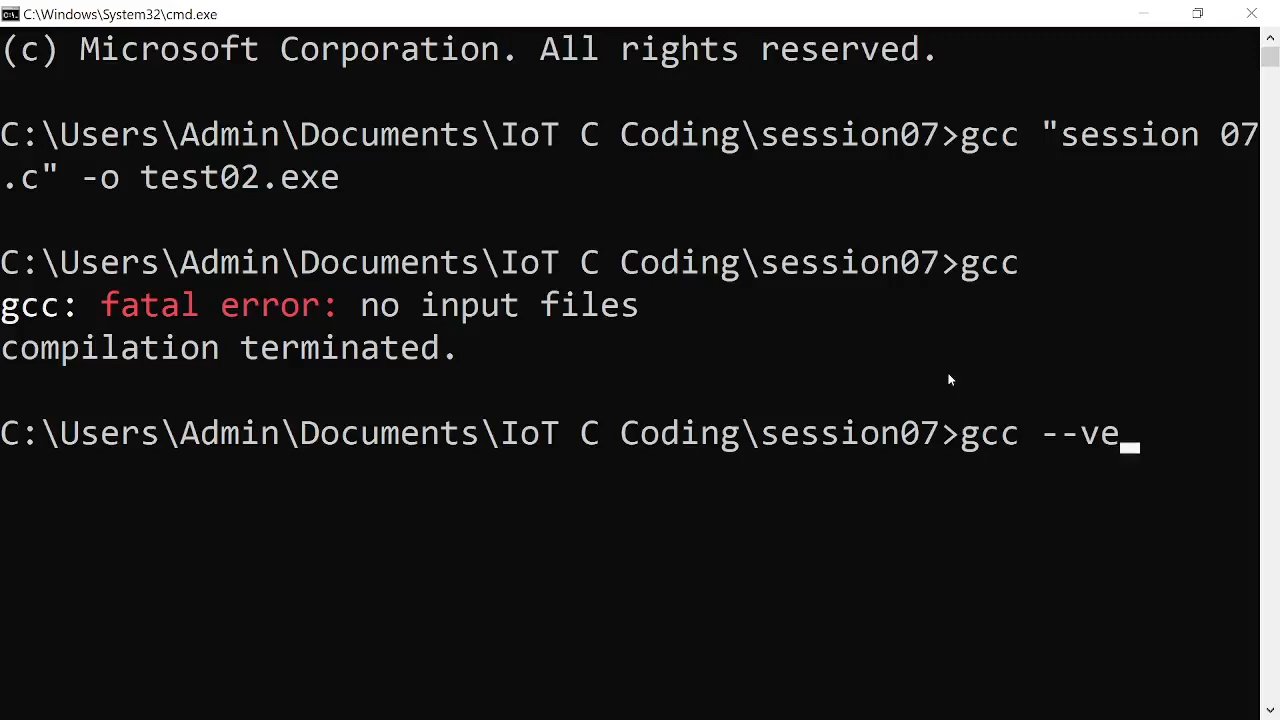 C:\Windows\System32\cmd.exe
(c) Microsoft Corporation. All rights reserved.
C:\Users\Admin\Documents\IoT C Coding\session07>gcc "session 07
.c" -o test02.exe
C:\Users\Admin\Documents\IoT C Coding\session07>gcc
gcc: fatal error: no input files
compilation terminated.
C:\Users\Admin\Documents\IoT C Coding\session07>gcc --ve